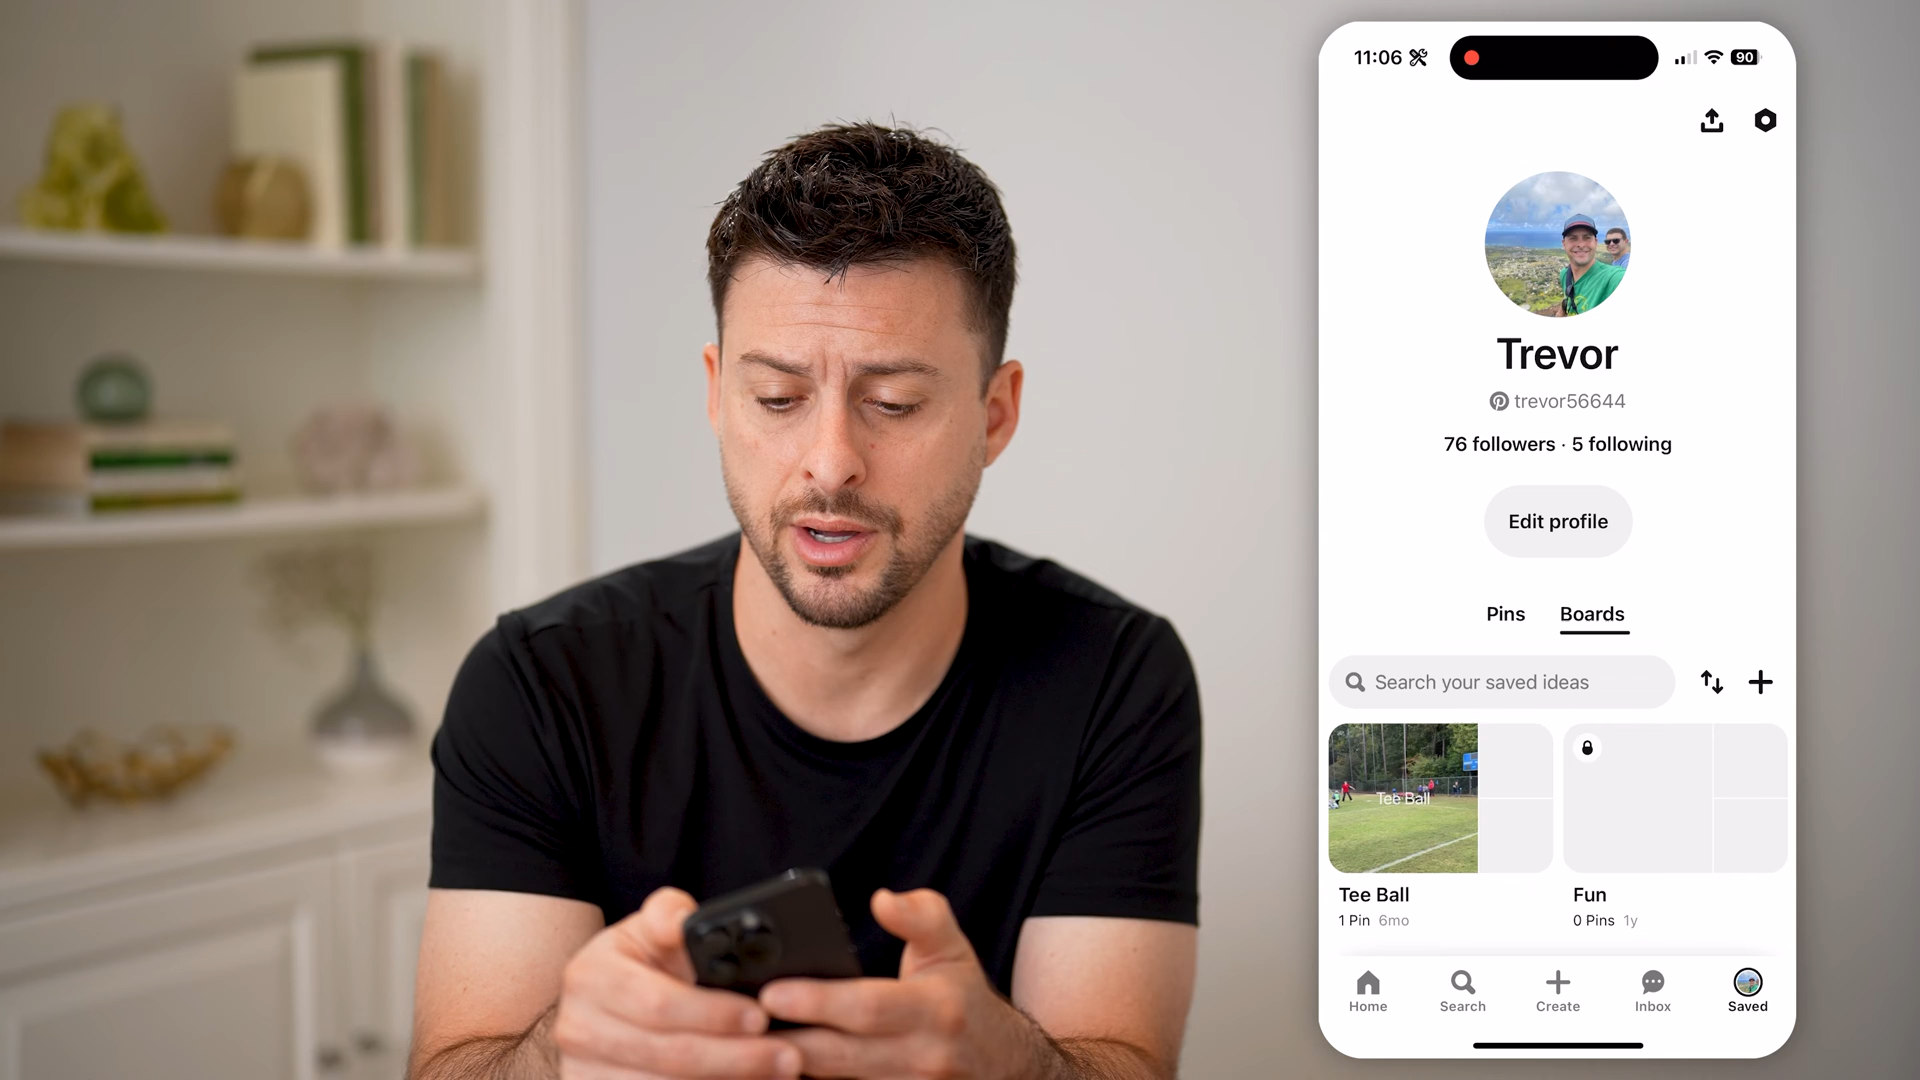 11:06
90
Trevor
trevor56644
76 followers · 5 following
Edit profile
Pins Boards
Search your saved ideas
Tee Ball
Tee Ball Fun
1 Pin 6mo 0 Pins 1y
Home Search Create Inbox Saved